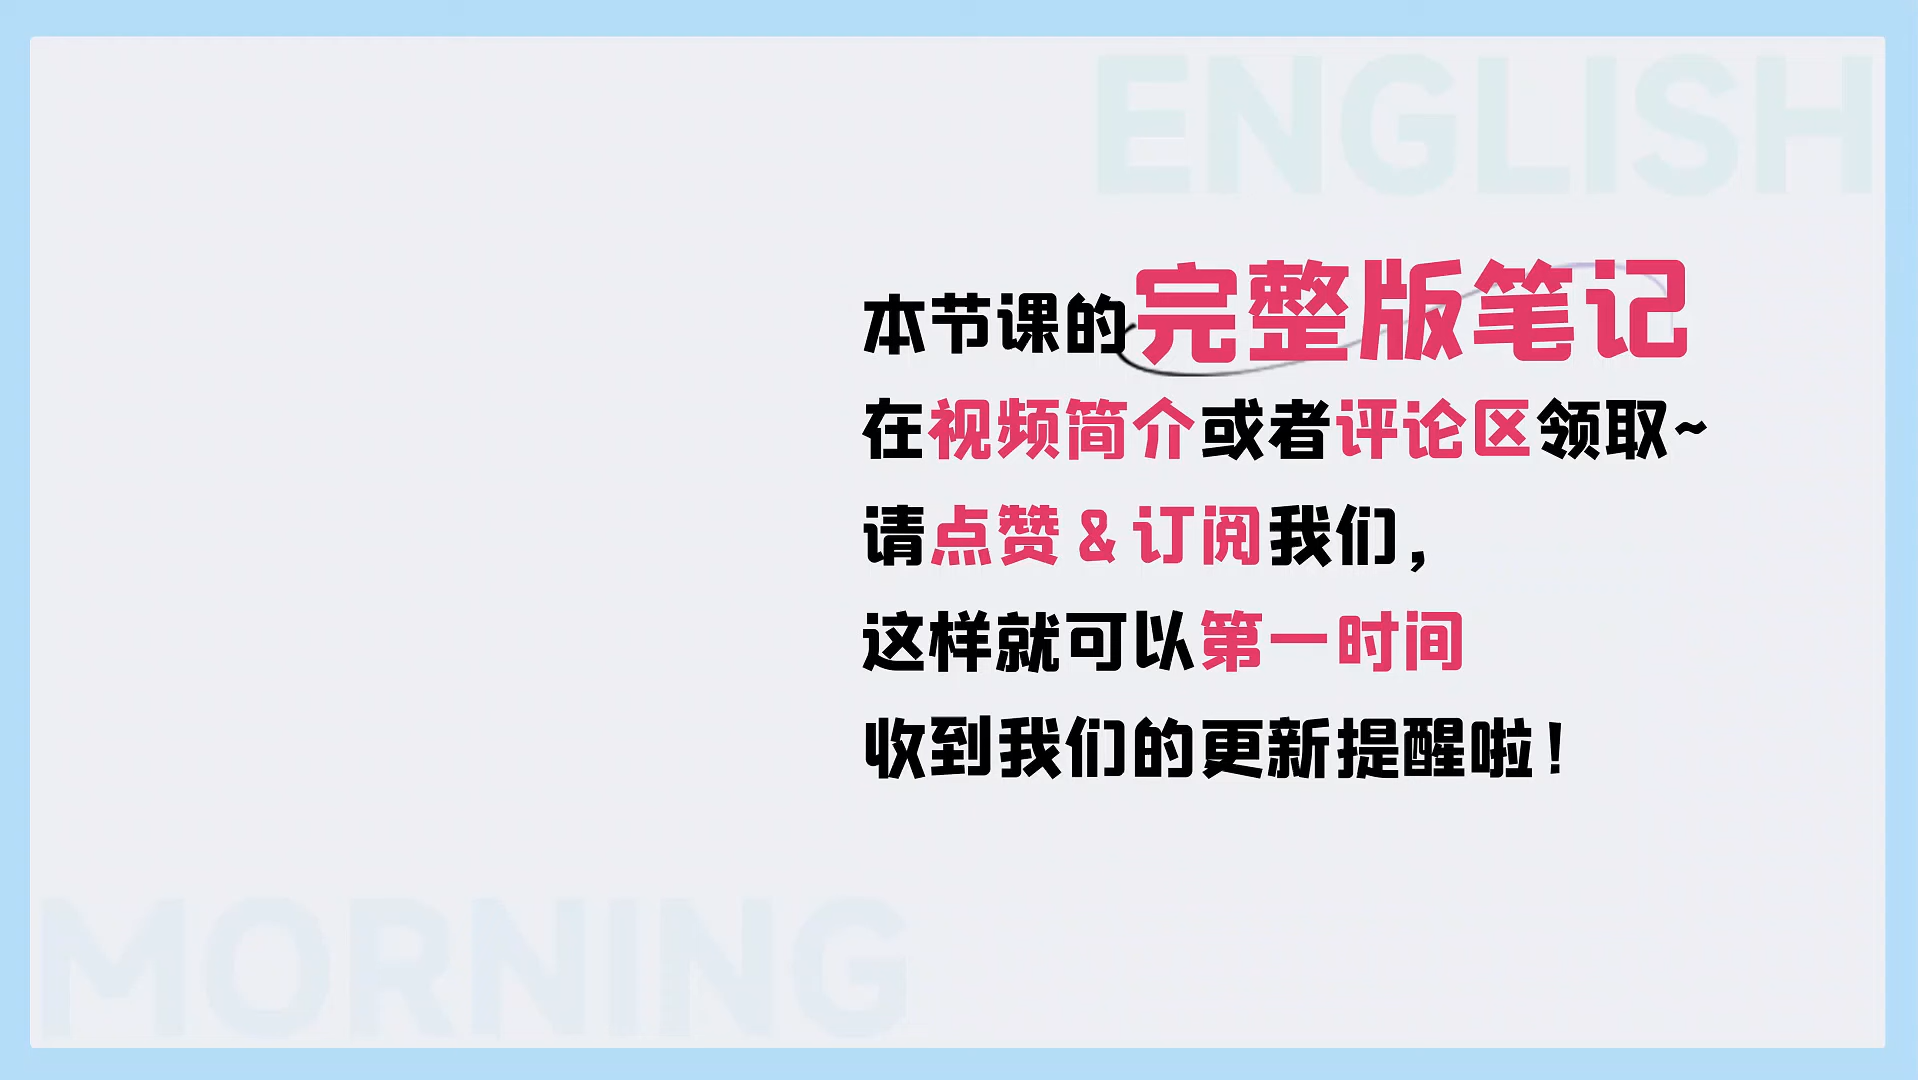 ENGLISH
本节课的完整版笔记
在视频简介或者评论区领取~
请点赞&订阅我们，
这样就可以第一时间
收到我们的更新提醒啦！
MORNING